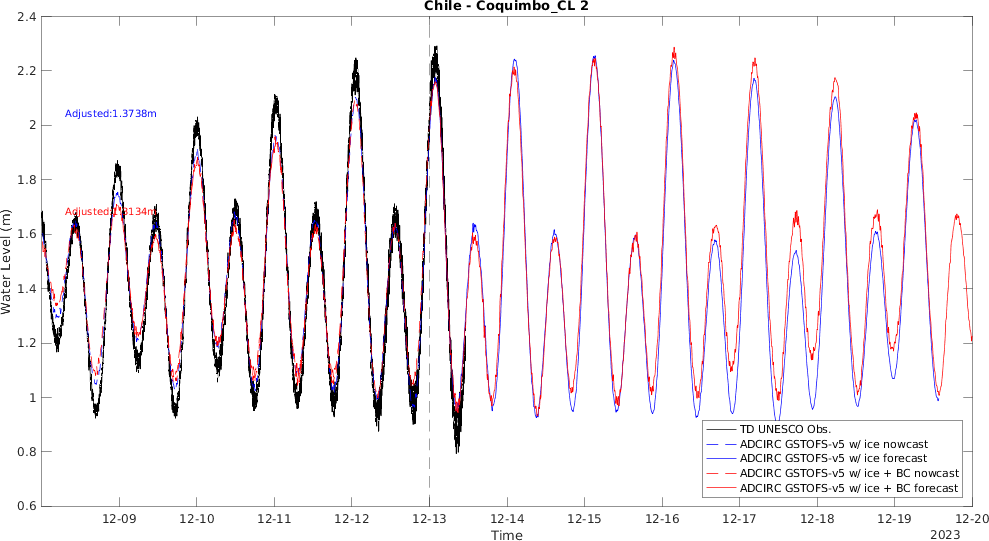 Chile - Coquimbo_CL 2
2.4
2.2
2
1.8
1.6
1.4
1.2
1
0.8
0.6
Water Level (m)
Adjusted:1.3738m
Adjusted:1.3134m
TD UNESCO Obs.
ADCIRC GSTOFS-v5 w/ ice nowcast
ADCIRC GSTOFS-v5 w/ ice forecast
ADCIRC GSTOFS-v5 w/ ice + BC nowcast
ADCIRC GSTOFS-v5 w/ ice + BC forecast
12-09 12-10 12-11 12-12 12-13 12-14 12-15 12-16 12-17 12-18 12-19 12-20
Time
2023